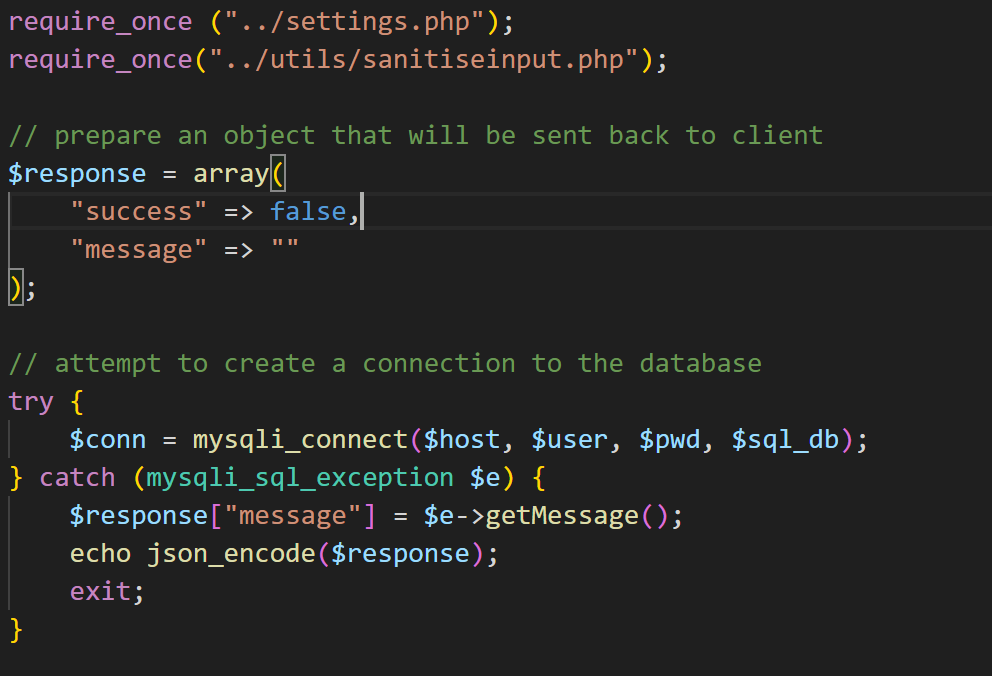 require_once ("../settings.php");
require_once("../utils/sanitiseinput.php");
// prepare an object that will be sent back to client
$response = array(
    "success" => false,
    "message" => ""
);
// attempt to create a connection to the database
try {
    $conn = mysqli_connect($host, $user, $pwd, $sql_db);
} catch (mysqli_sql_exception $e) {
    $response["message"] = $e->getMessage();
    echo json_encode($response);
    exit;
}